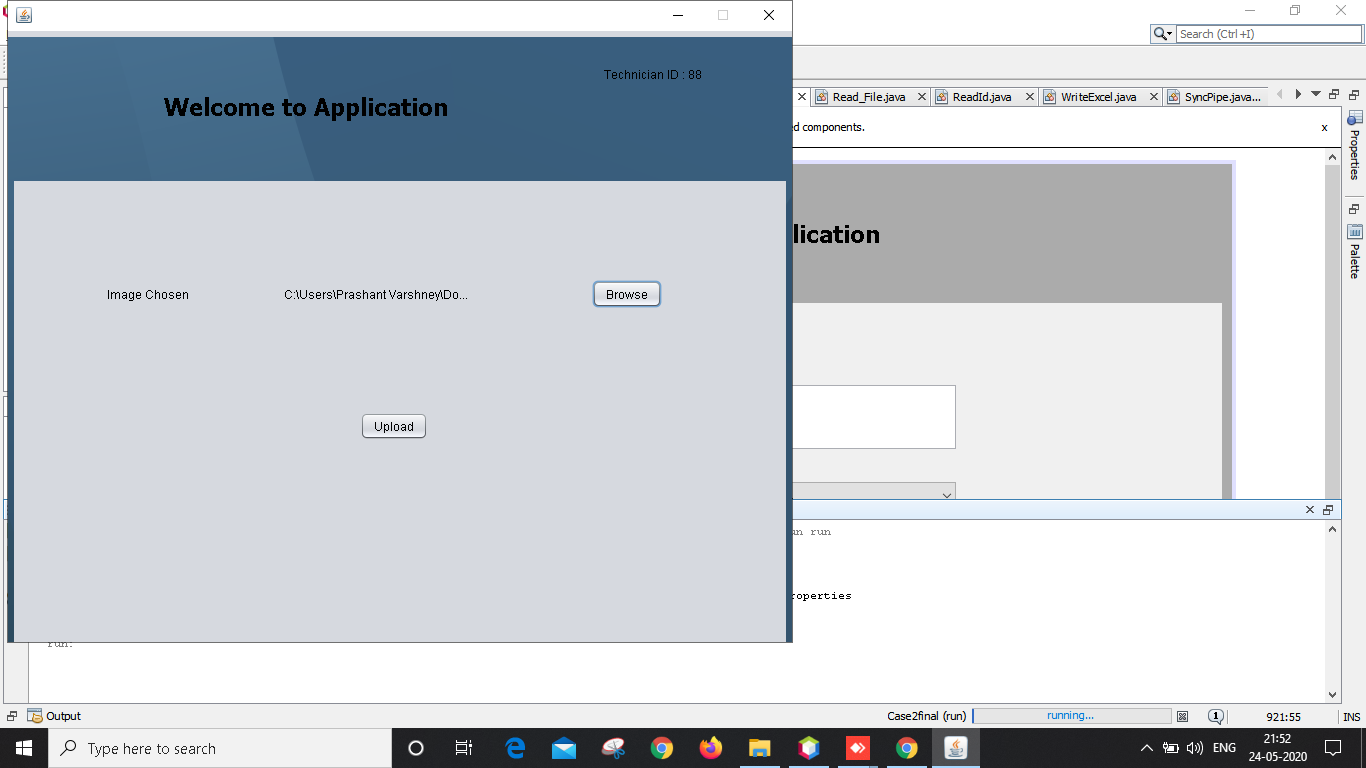 Search (Ctrl+I)
Technician ID : 88
Welcome to Application
Read_File.java
ReadId.java
WriteExcel.java
SyncPipe.java...
d components.
x
Properties
Palette
lication
Image Chosen
C:\Users\Prashant Varshney\Do...
Browse
Upload
un run
roperties
run:
Output
Case2final (run)
running...
1
921:55
INS
Type here to search
ENG
21:52
24-05-2020